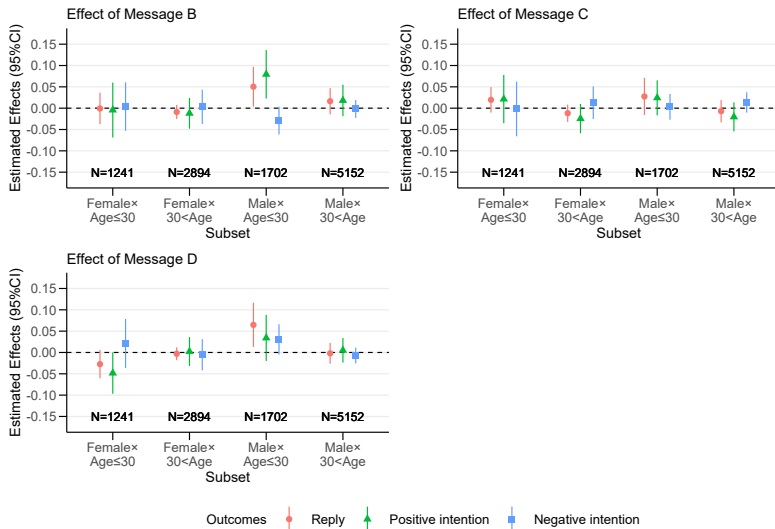 Effect of Message B
Estimated Effects (95%CI)
0.15
0.10
0.05
0.00
-0.05
-0.10
-0.15
N=1241 N=2894 N=1702 N=5152
Female× Female× Male× Male×
Age≤30 30<Age Age≤30 30<Age
Subset
Effect of Message C
Estimated Effects (95%CI)
0.15
0.10
0.05
0.00
-0.05
-0.10
-0.15
N=1241 N=2894 N=1702 N=5152
Female× Female× Male× Male×
Age≤30 30<Age Age≤30 30<Age
Subset
Effect of Message D
Estimated Effects (95%CI)
0.15
0.10
0.05
0.00
-0.05
-0.10
-0.15
N=1241 N=2894 N=1702 N=5152
Female× Female× Male× Male×
Age≤30 30<Age Age≤30 30<Age
Subset
Outcomes Reply Positive intention Negative intention